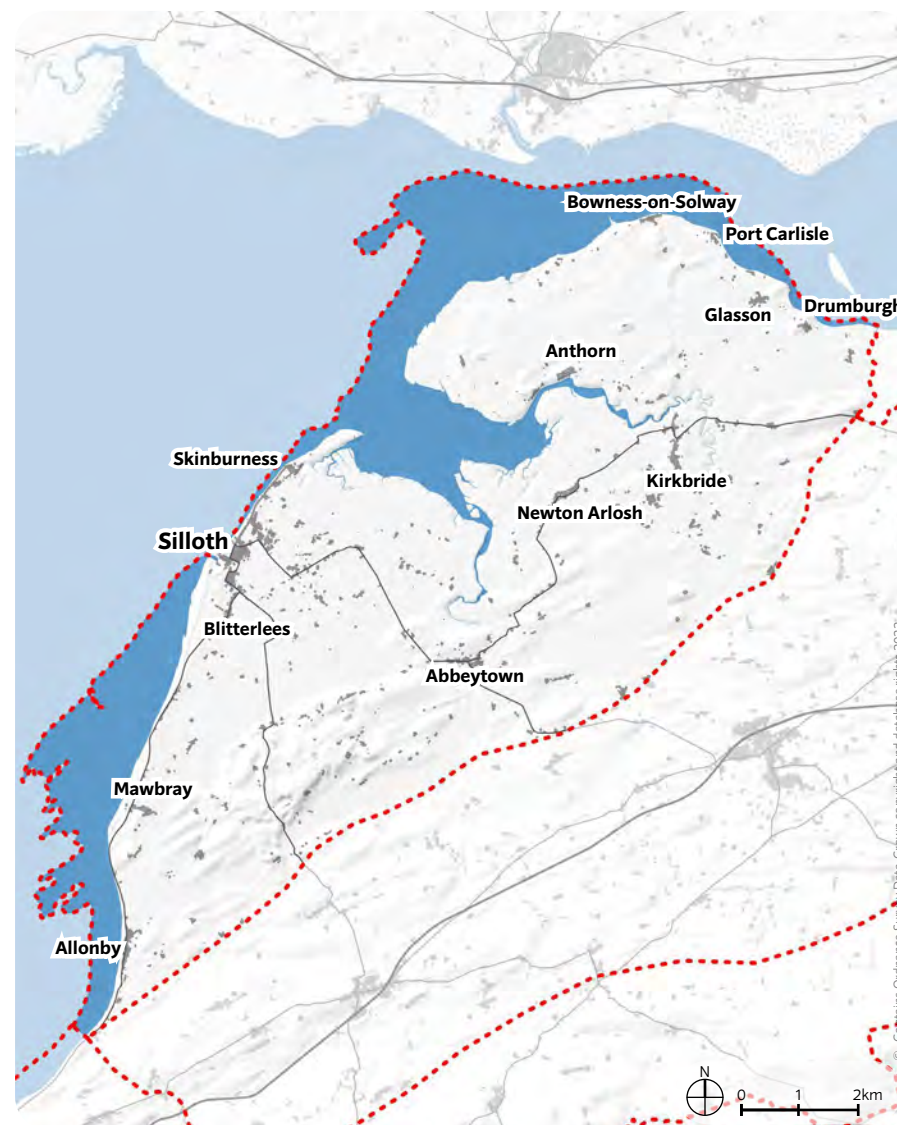 Bowness-on-Solway
Port Carlisle
Drumburgh
Glasson
Anthorn
Skinburness
Kirkbride
Newton Arlosh
Silloth
Blitterlees
Abbeytown
Mawbray
Allonby
N
0 1 2km